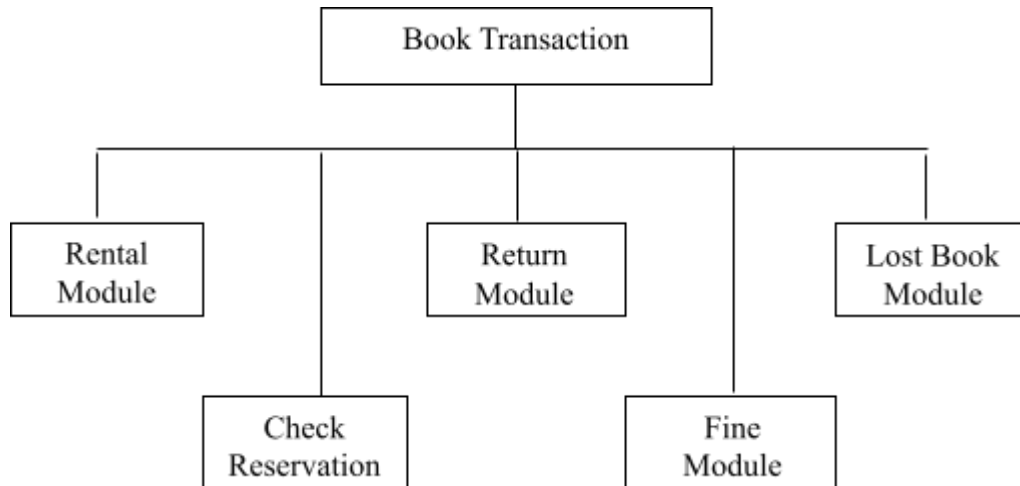 Book Transaction
Rental
Module
Return
Module
Lost Book
Module
Check
Reservation
Fine
Module